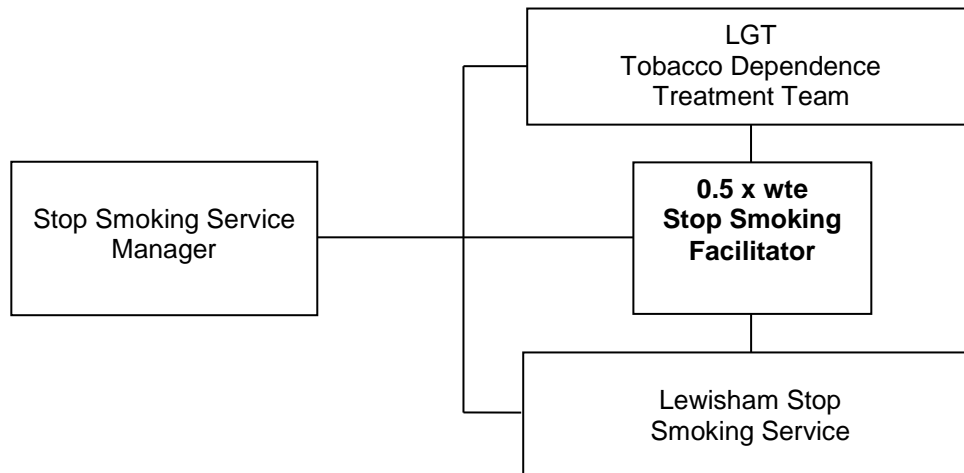 LGT
Tobacco Dependence
Treatment Team
Stop Smoking Service
Manager
0.5 x wte
Stop Smoking
Facilitator
Lewisham Stop
Smoking Service